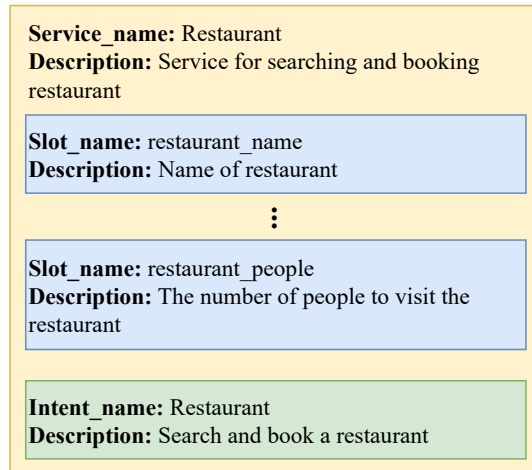 Service_name: Restaurant
Description: Service for searching and booking
restaurant
Slot_name: restaurant_name
Description: Name of restaurant
Slot_name: restaurant_people
Description: The number of people to visit the
restaurant
Intent_name: Restaurant
Description: Search and book a restaurant